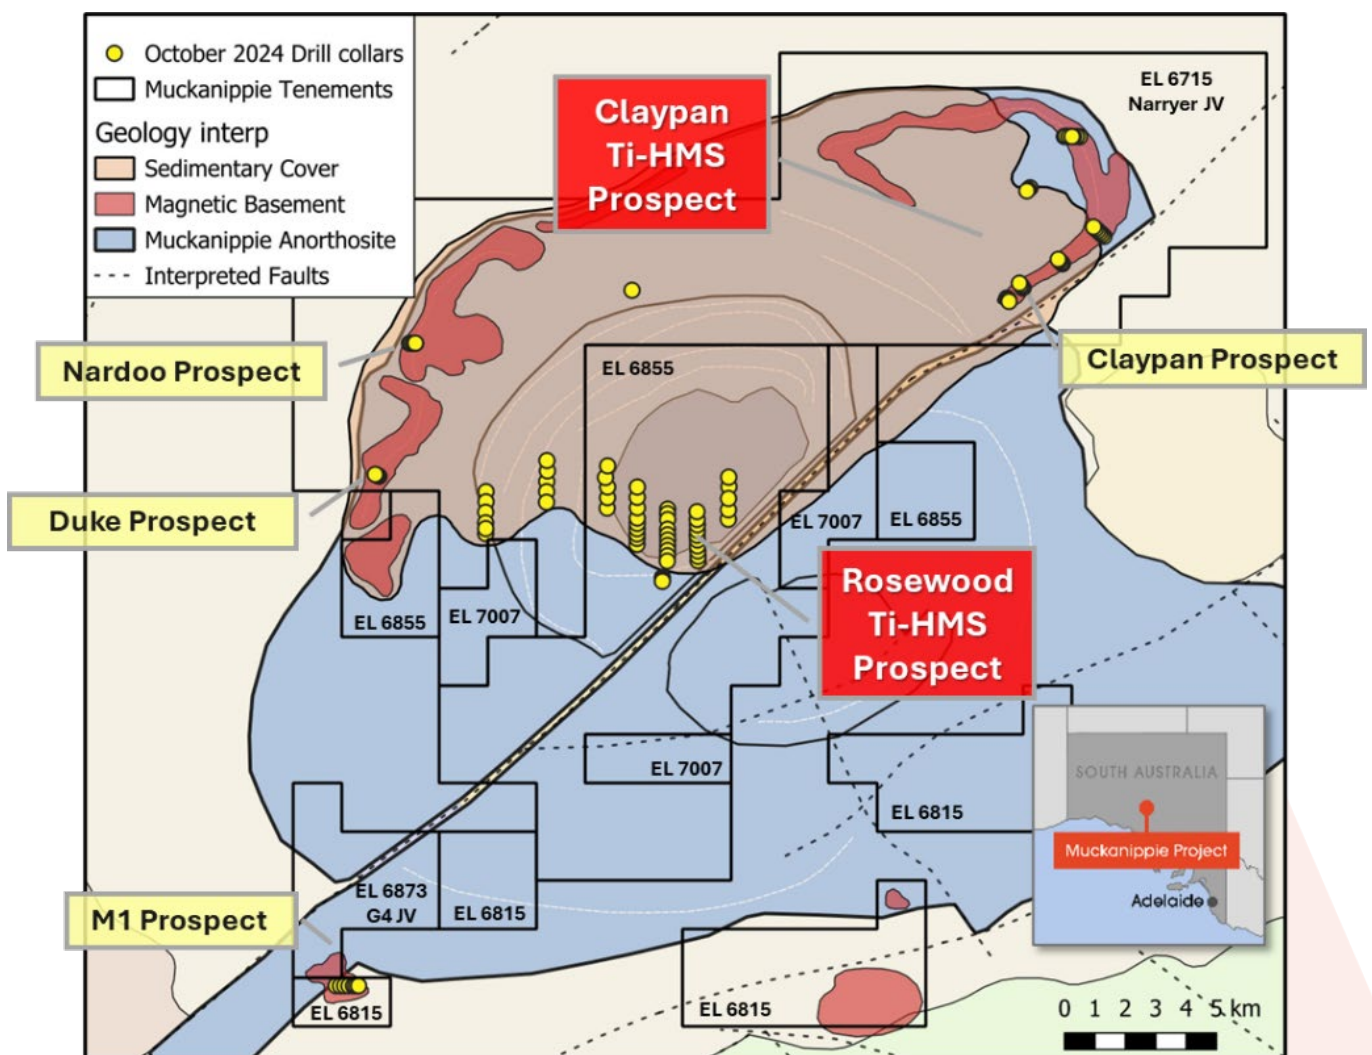 October 2024 Drill collars
Muckanippie Tenements
Geology interp
Sedimentary Cover
Magnetic Basement
Muckanippie Anorthosite
Interpreted Faults
Claypan
Ti-HMS
Prospect
EL 6715
Narryer JV
Nardoo Prospect
EL 6855
Claypan Prospect
Duke Prospect
EL 7007
EL 6855
Rosewood
Ti-HMS
Prospect
EL 6855
EL 7007
EL 7007
EL 6815
SOUTH AUSTRALIA
Muckanippie Project
Adelaide
EL 6873
G4 JV
EL 6815
M1 Prospect
EL 6815
EL 6815
0 1 2 3 4 5 km